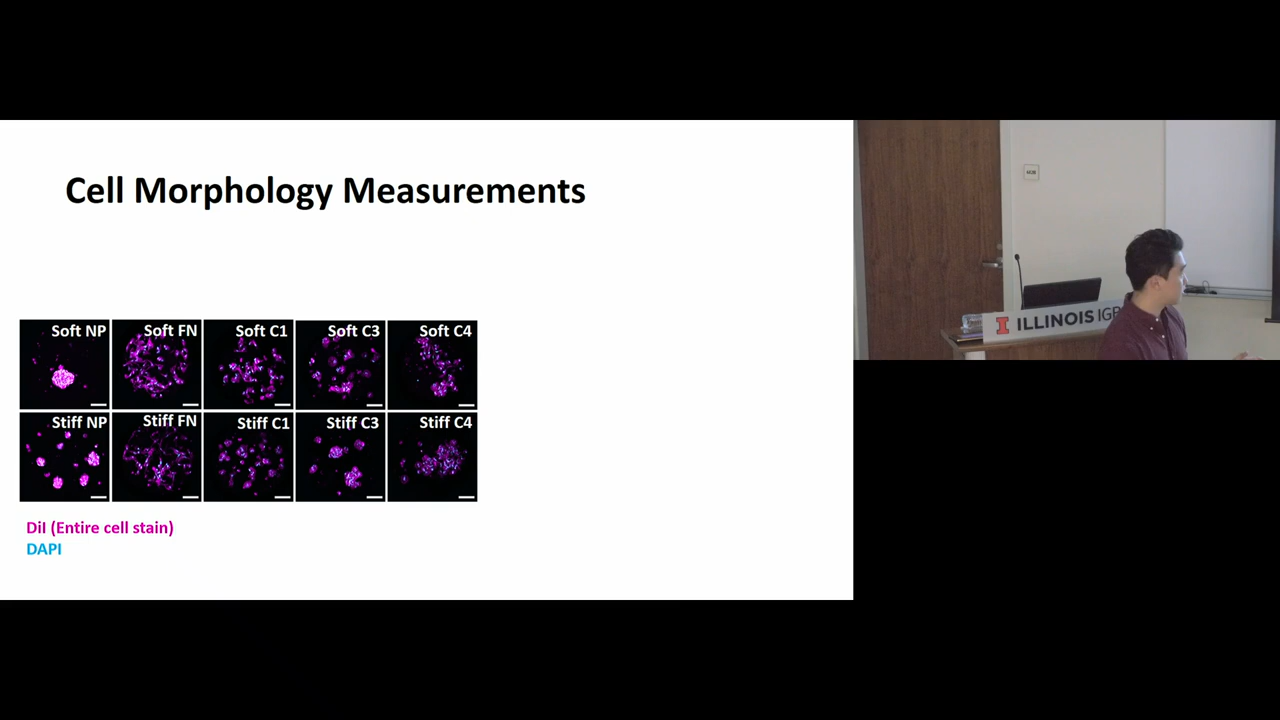 Cell Morphology Measurements
Soft NP
Soft FN
Soft C1
Soft C3
Soft C4
Stiff NP
Stiff FN
Stiff C1
Stiff C3
Stiff C4
DiI (Entire cell stain)
DAPI
I ILLINOIS IGB